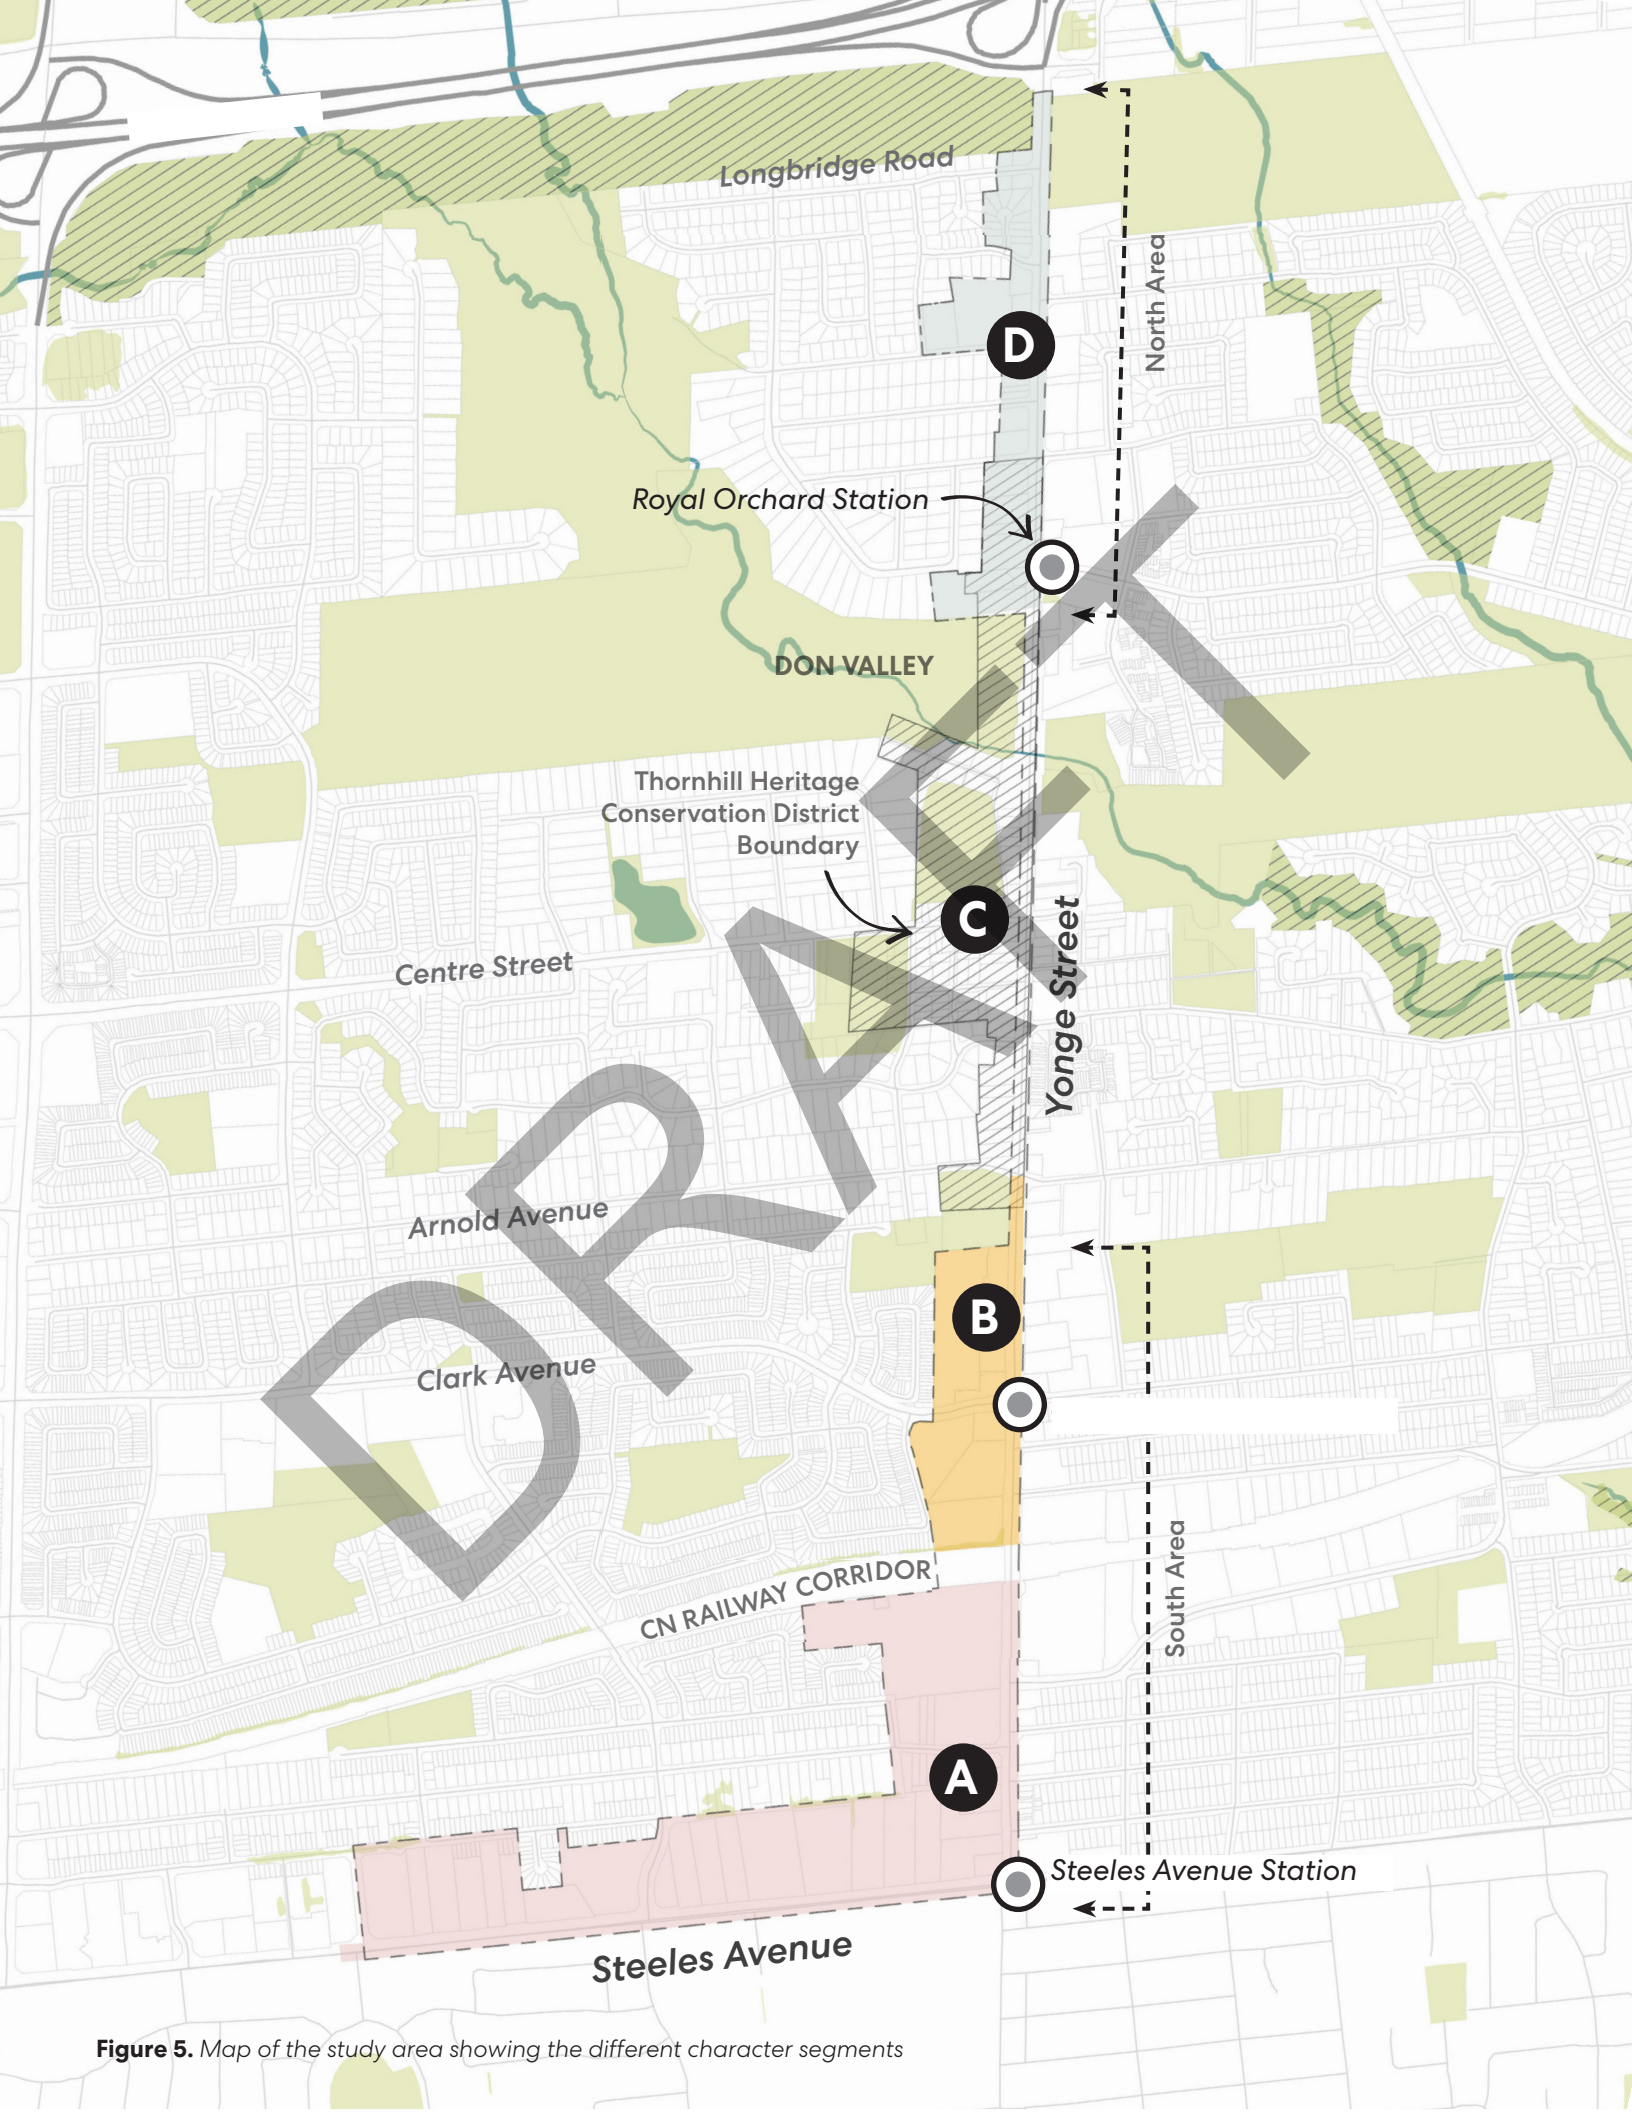 Longbridge Road
North Area
D
Royal Orchard Station
DON VALLEY
Thornhill Heritage
Conservation District
Boundary
C
Yonge Street
Centre Street
DRAFT
Arnold Avenue
B
Clark Avenue
CN RAILWAY CORRIDOR
South Area
A
Steeles Avenue Station
Steeles Avenue
Figure 5. Map of the study area showing the different character segments